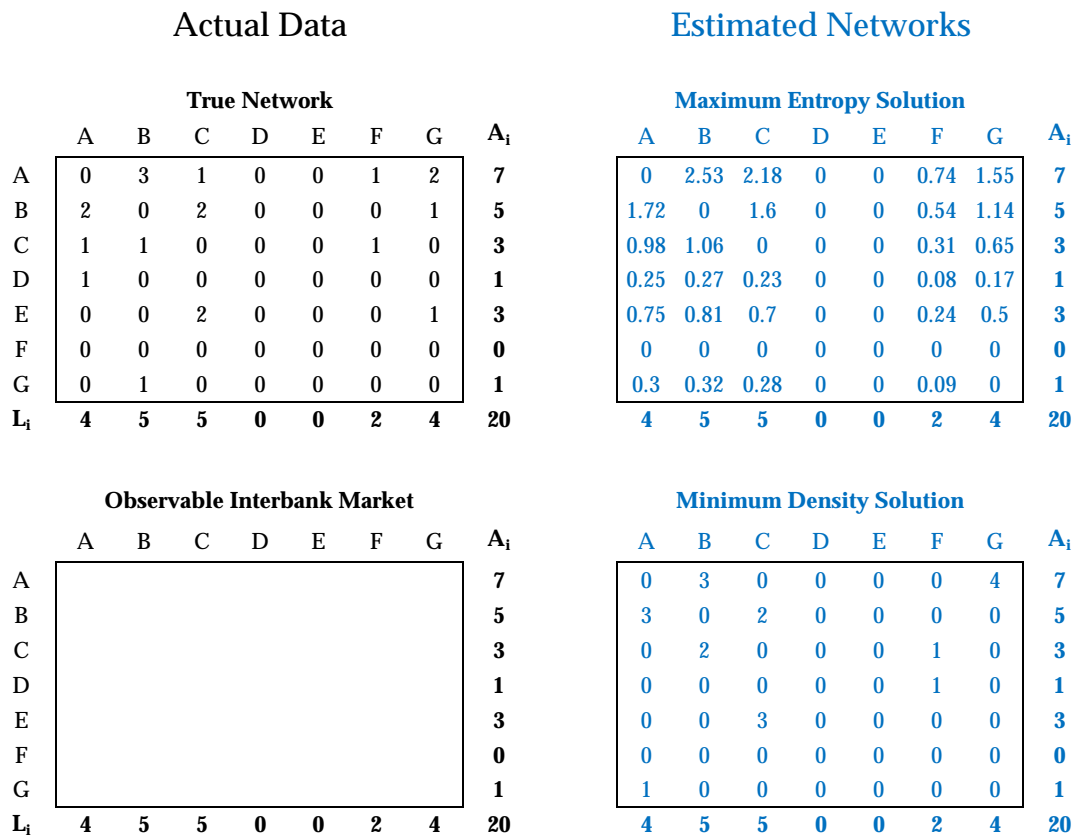 Actual Data
True Network
A B C D E F G Ai
A 0 3 1 0 0 1 2 7
B 2 0 2 0 0 0 1 5
C 1 1 0 0 0 1 0 3
D 1 0 0 0 0 0 0 1
E 0 0 2 0 0 0 1 3
F 0 0 0 0 0 0 0 0
G 0 1 0 0 0 0 0 1
Li 4 5 5 0 0 2 4 20
Estimated Networks
Maximum Entropy Solution
A B C D E F G Ai
0 2.53 2.18 0 0 0.74 1.55 7
1.72 0 1.6 0 0 0.54 1.14 5
0.98 1.06 0 0 0 0.31 0.65 3
0.25 0.27 0.23 0 0 0.08 0.17 1
0.75 0.81 0.7 0 0 0.24 0.5 3
0 0 0 0 0 0 0 0
0.3 0.32 0.28 0 0 0.09 0 1
4 5 5 0 0 2 4 20
Observable Interbank Market
A B C D E F G Ai
A 7
B 5
C 3
D 1
E 3
F 0
G 1
Li 4 5 5 0 0 2 4 20
Minimum Density Solution
A B C D E F G Ai
0 3 0 0 0 0 4 7
3 0 2 0 0 0 0 5
0 2 0 0 0 1 0 3
0 0 0 0 0 1 0 1
0 0 3 0 0 0 0 3
0 0 0 0 0 0 0 0
1 0 0 0 0 0 0 1
4 5 5 0 0 2 4 20